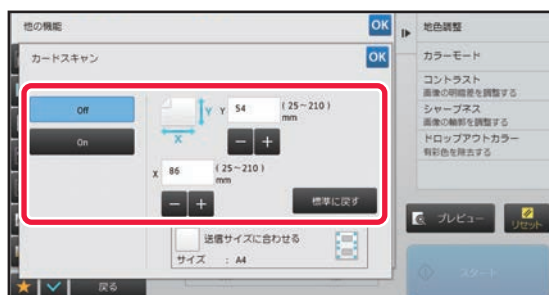 他の機能
OK
カードスキャン
OK
Off
On
Y
X
Y 54 (25~210)
mm
X 86 (25~210)
mm
標準に戻す
送信サイズに合わせる
サイズ : A4
戻る
地色調整
カラーモード
コントラスト
画像の明暗差を調整する
シャープネス
画像の輪郭を調整する
ドロップアウトカラー
有彩色を除去する
プレビュー
リセット
スタート